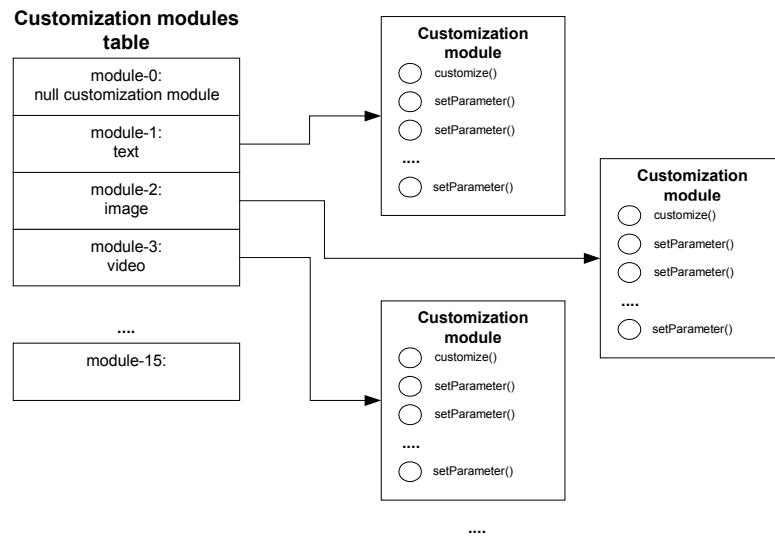 Customization modules
table
module-0:
null customization module
module-1:
text
module-2:
image
module-3:
video
....
module-15:
Customization
module
customize()
setParameter()
setParameter()
....
setParameter()
Customization
module
customize()
setParameter()
setParameter()
....
setParameter()
Customization
module
customize()
setParameter()
setParameter()
....
setParameter()
....